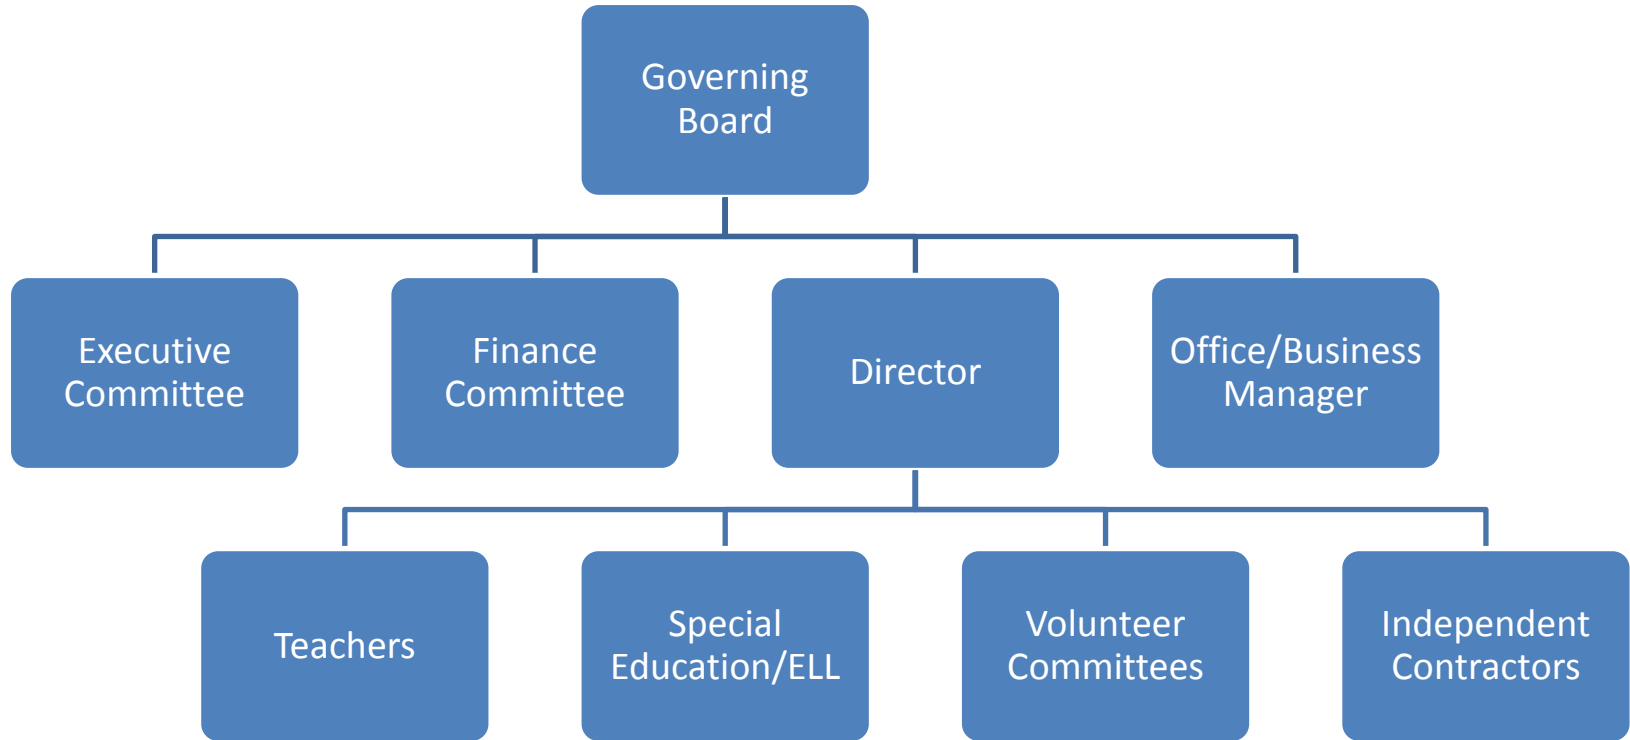 Governing
Board
Executive
Committee
Finance
Committee
Director
Office/Business
Manager
Teachers
Special
Education/ELL
Volunteer
Committees
Independent
Contractors